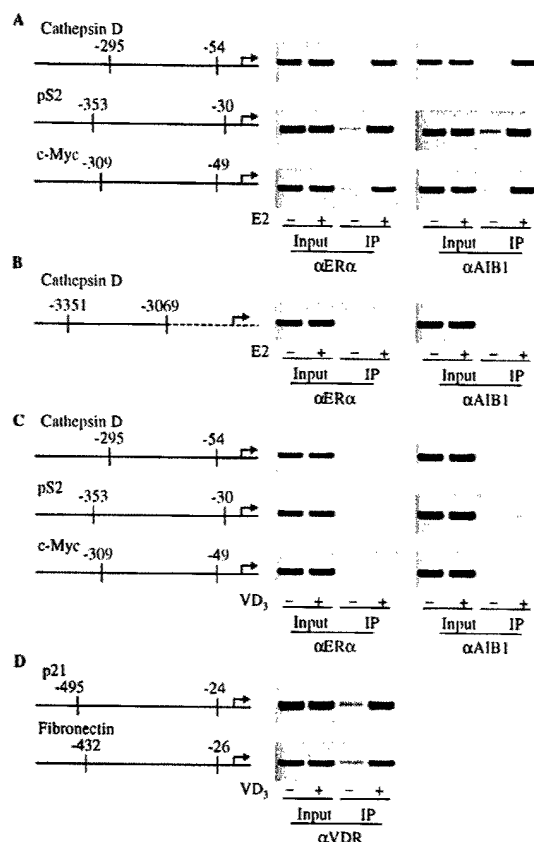 A
Cathepsin D
-295 -54
pS2
-353 -30
c-Myc
-309 -49
E2 – + – + – + – +
Input IP Input IP
αERα αAIB1
B
Cathepsin D
-3351 -3069
E2 – + – + – + – +
Input IP Input IP
αERα αAIB1
C
Cathepsin D
-295 -54
pS2
-353 -30
c-Myc
-309 -49
VD3 – + – + – + – +
Input IP Input IP
αERα αAIB1
D
p21
-495 -24
Fibronectin
-432 -26
VD3 – + – +
Input IP
αVDR